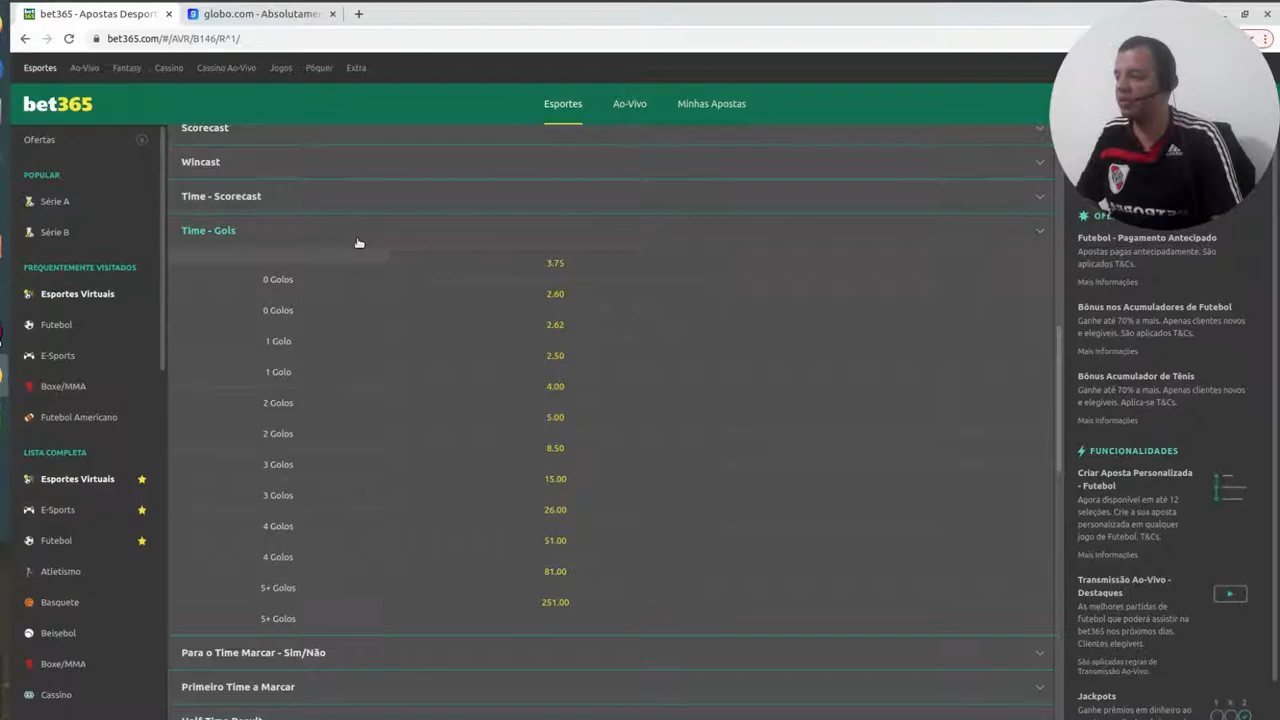 bet365 - Apostas Desport
globo.com - Absolutamen
bet365.com/#/AVR/B146/R^1/
Esportes
Ao-Vivo
Fantasy
Cassino
Cassino Ao-Vivo
Jogos
Pôquer
Extra
bet365
Esportes
Ao-Vivo
Minhas Apostas
Ofertas
POPULAR
Série A
Série B
FREQUENTEMENTE VISITADOS
Esportes Virtuais
Futebol
E-Sports
Boxe/MMA
Futebol Americano
LISTA COMPLETA
Esportes Virtuais
E-Sports
Futebol
Atletismo
Basquete
Beisebol
Boxe/MMA
Cassino
Scorecast
Wincast
Time - Scorecast
Time - Gols
3.75
0 Golos
2.60
0 Golos
2.62
1 Golo
2.50
1 Golo
4.00
2 Golos
5.00
2 Golos
8.50
3 Golos
15.00
3 Golos
26.00
4 Golos
51.00
4 Golos
81.00
5+ Golos
251.00
5+ Golos
Para o Time Marcar - Sim/Não
Primeiro Time a Marcar
Half Time Result
Futebol - Pagamento Antecipado
Apostas pagas antecipadamente. São
aplicados T&Cs.
Mais Informações
Bônus nos Acumuladores de Futebol
Ganhe até 70% a mais. Apenas clientes novos
e elegíveis. São aplicados T&Cs.
Mais Informações
Bônus Acumulador de Tênis
Ganhe até 70% a mais. Apenas clientes novos
e elegíveis. Aplica-se T&Cs.
Mais Informações
FUNCIONALIDADES
Criar Aposta Personalizada
- Futebol
Agora disponível em até 12
seleções. Crie a sua aposta
personalizada em qualquer
jogo de Futebol. T&Cs.
Mais Informações
Transmissão Ao-Vivo -
Destaques
As melhores partidas de
futebol que poderá assistir na
bet365 nos próximos dias.
Clientes elegíveis.
São aplicadas regras de
Transmissão Ao-Vivo.
Jackpots
Ganhe prêmios em dinheiro ao